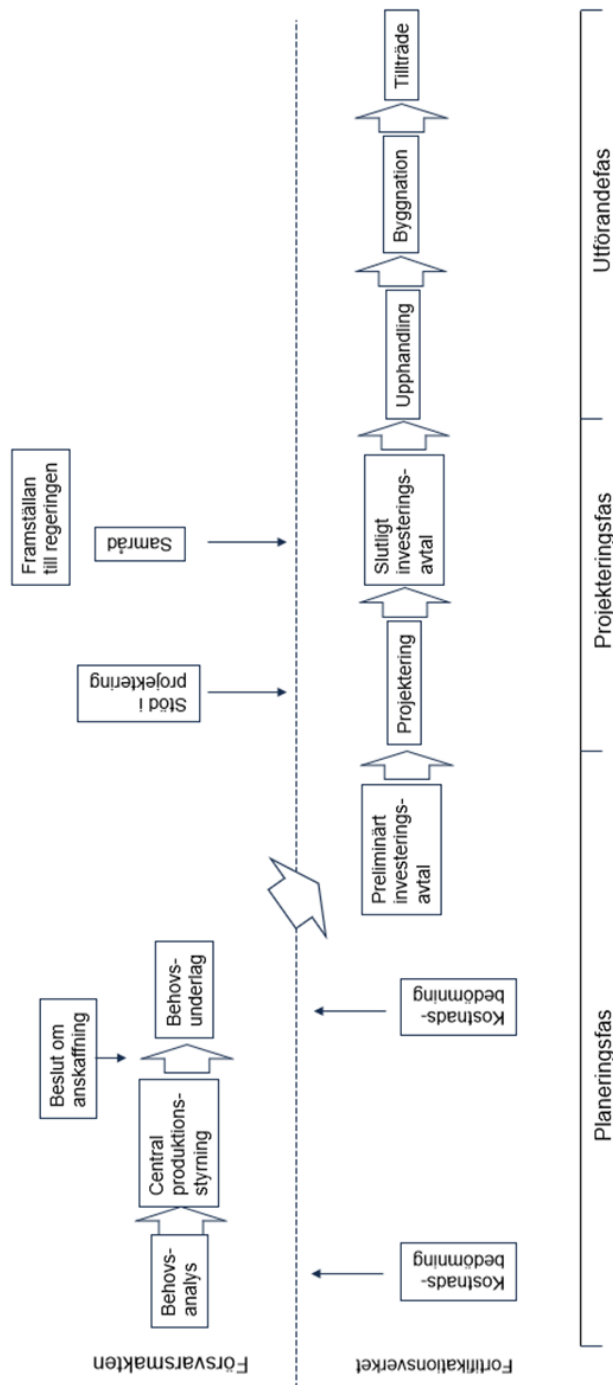 Försvarsmakten
Behovs-
analys
Central
produktions-
styrning
Beslut om
anskaffning
Behovs-
underlag
Stöd i
projektering
Framställan
till regeringen
Samråd
Fortifikationsverket
Kostnads-
bedömning
Kostnads-
bedömning
Preliminärt
investerings-
avtal
Projektering
Slutligt
investerings-
avtal
Upphandling
Byggnation
Tillträde
Planeringsfas
Projekteringsfas
Utförandefas